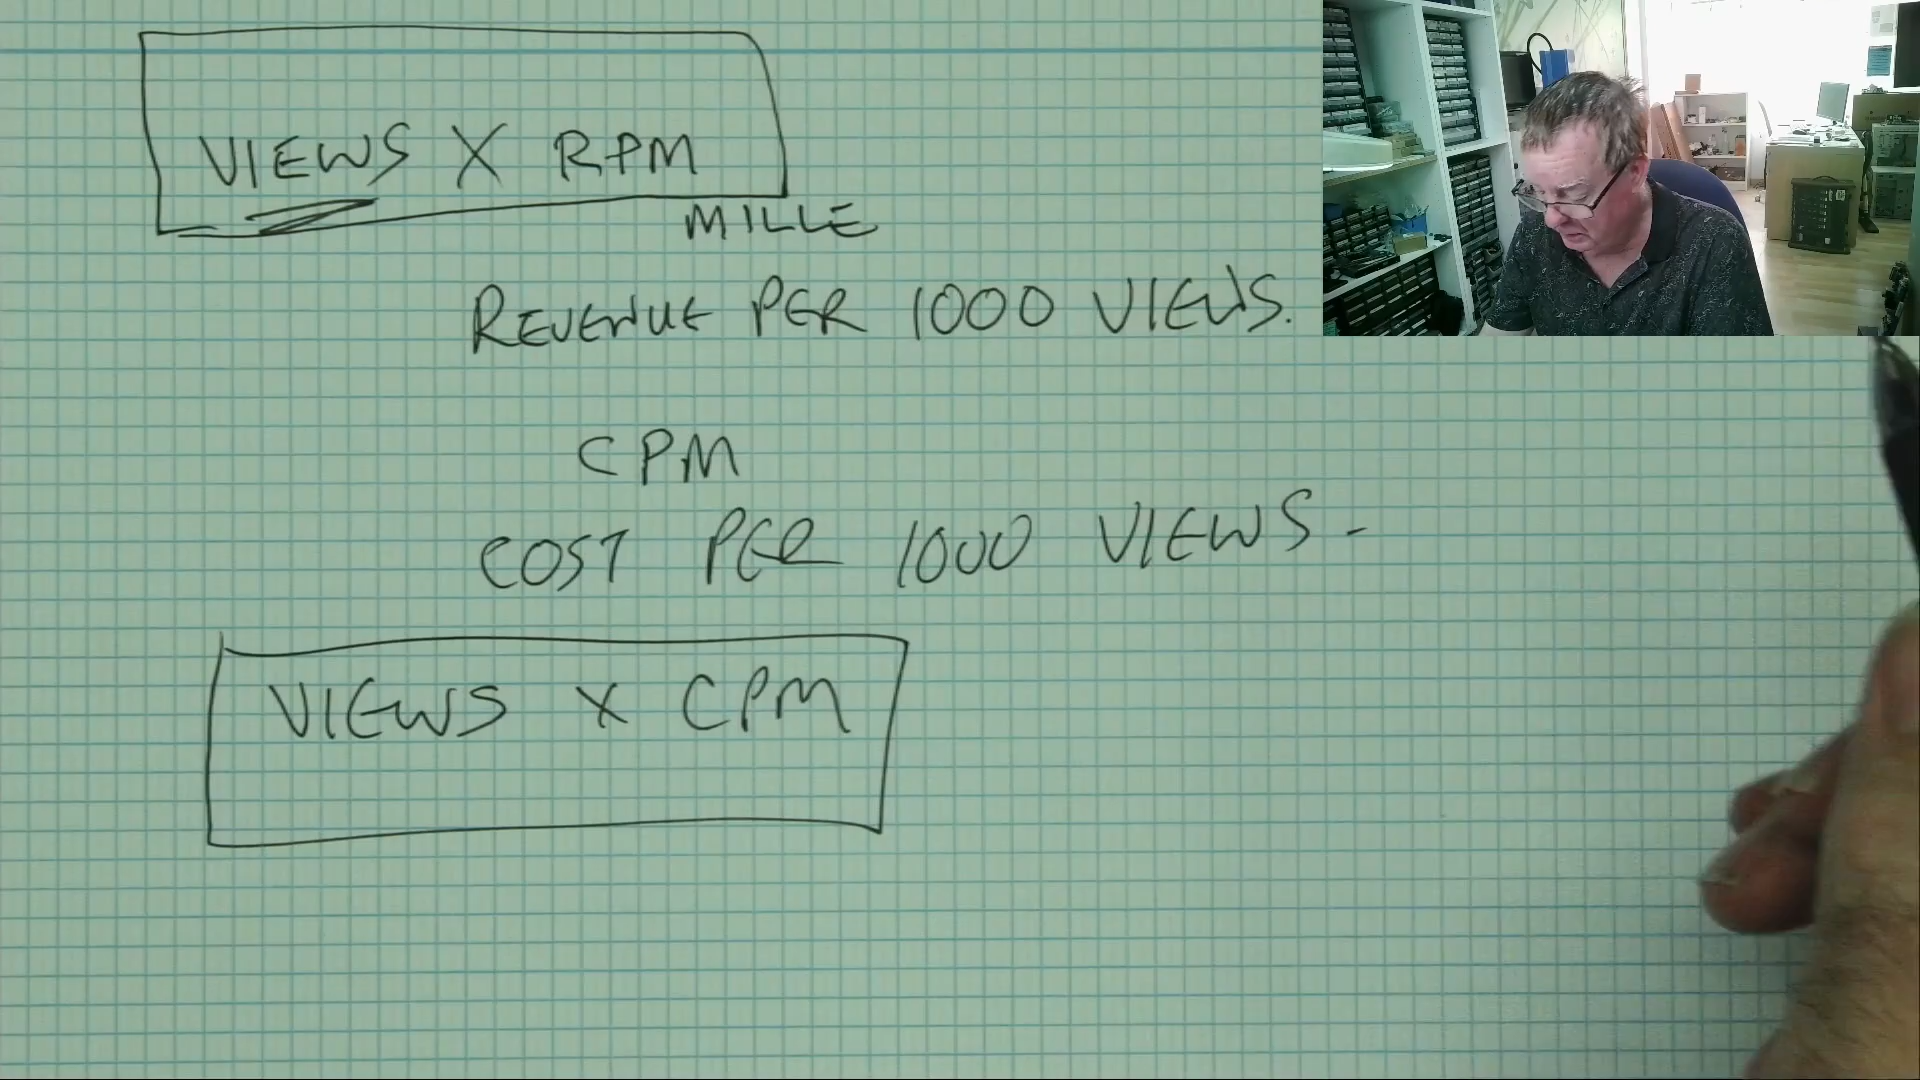 VIEWS X RPM
MILLE
REVENUE PER 1000 VIEWS.
CPM
COST PER 1000 VIEWS -
VIEWS X CPM